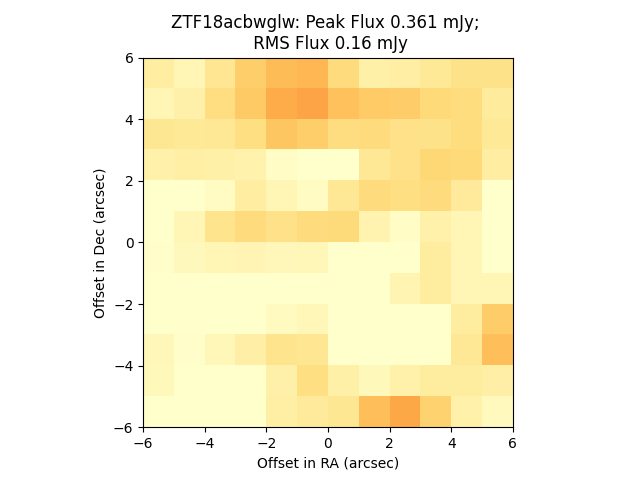 ZTF18acbwglw: Peak Flux 0.361 mJy;
RMS Flux 0.16 mJy
6
4
2
0
−2
−4
−6
Offset in Dec (arcsec)
−6 −4 −2 0 2 4 6
Offset in RA (arcsec)